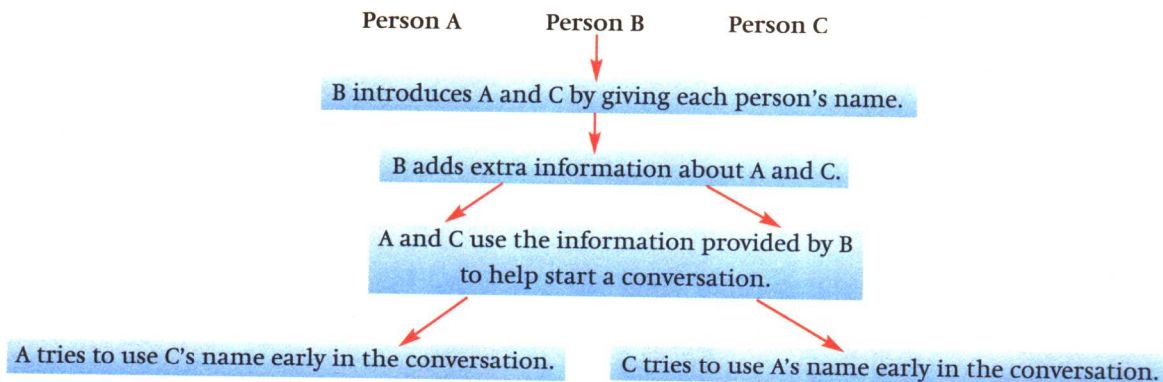 Person A Person B Person C
B introduces A and C by giving each person's name.
B adds extra information about A and C.
A and C use the information provided by B
to help start a conversation.
A tries to use C's name early in the conversation.
C tries to use A's name early in the conversation.